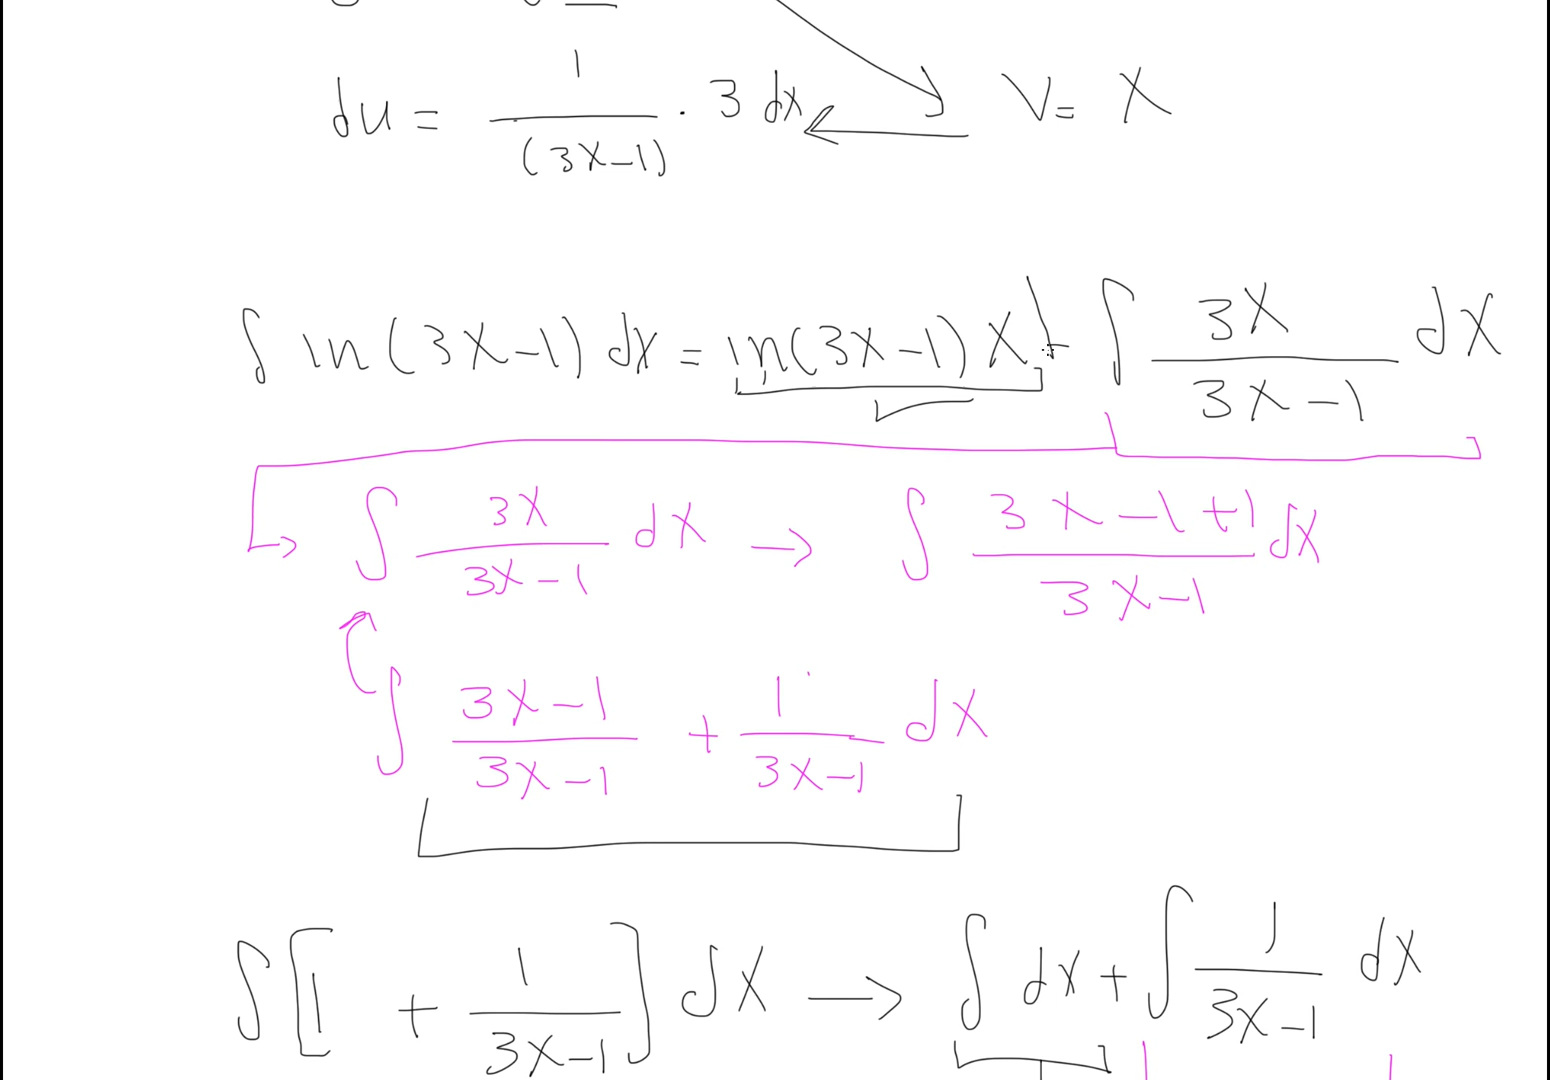 du = 1/(3x-1) · 3 dx V = x
∫ ln(3x-1) dx = ln(3x-1) x + ∫ 3x/(3x-1) dx
∫ 3x/(3x-1) dx → ∫ (3x-1+1)/(3x-1) dx
∫ (3x-1)/(3x-1) + 1/(3x-1) dx
∫ [1 + 1/(3x-1)] dx → ∫ dx + ∫ 1/(3x-1) dx